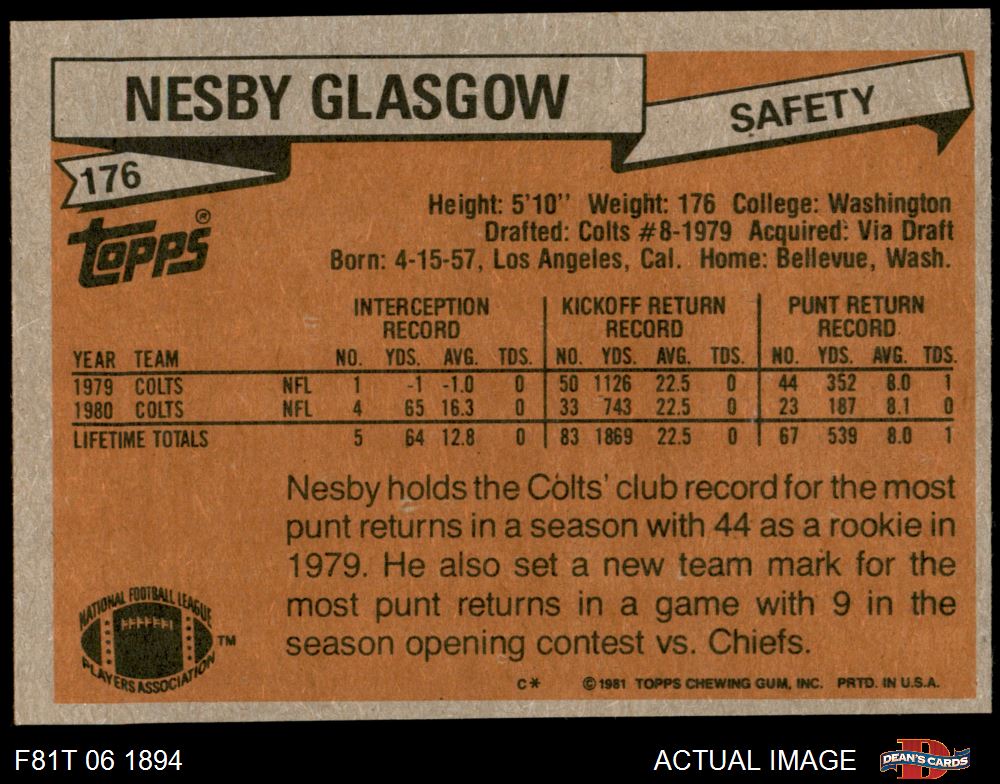 NESBY GLASGOW
SAFETY
176
Topps®
Height: 5'10'' Weight: 176 College: Washington
Drafted: Colts #8-1979 Acquired: Via Draft
Born: 4-15-57, Los Angeles, Cal. Home: Bellevue, Wash.
INTERCEPTION RECORD KICKOFF RETURN RECORD PUNT RETURN RECORD
YEAR TEAM NO. YDS. AVG. TDS. NO. YDS. AVG. TDS. NO. YDS. AVG. TDS.
1979 COLTS NFL 1 -1 -1.0 0 50 1126 22.5 0 44 352 8.0 1
1980 COLTS NFL 4 65 16.3 0 33 743 22.5 0 23 187 8.1 0
LIFETIME TOTALS 5 64 12.8 0 83 1869 22.5 0 67 539 8.0 1
Nesby holds the Colts' club record for the most
punt returns in a season with 44 as a rookie in
1979. He also set a new team mark for the
most punt returns in a game with 9 in the
season opening contest vs. Chiefs.
NATIONAL FOOTBALL LEAGUE
PLAYERS ASSOCIATION
TM
C* ©1981 TOPPS CHEWING GUM, INC. PRTD. IN U.S.A.
F81T 06 1894
ACTUAL IMAGE
D
DEAN'S CARDS